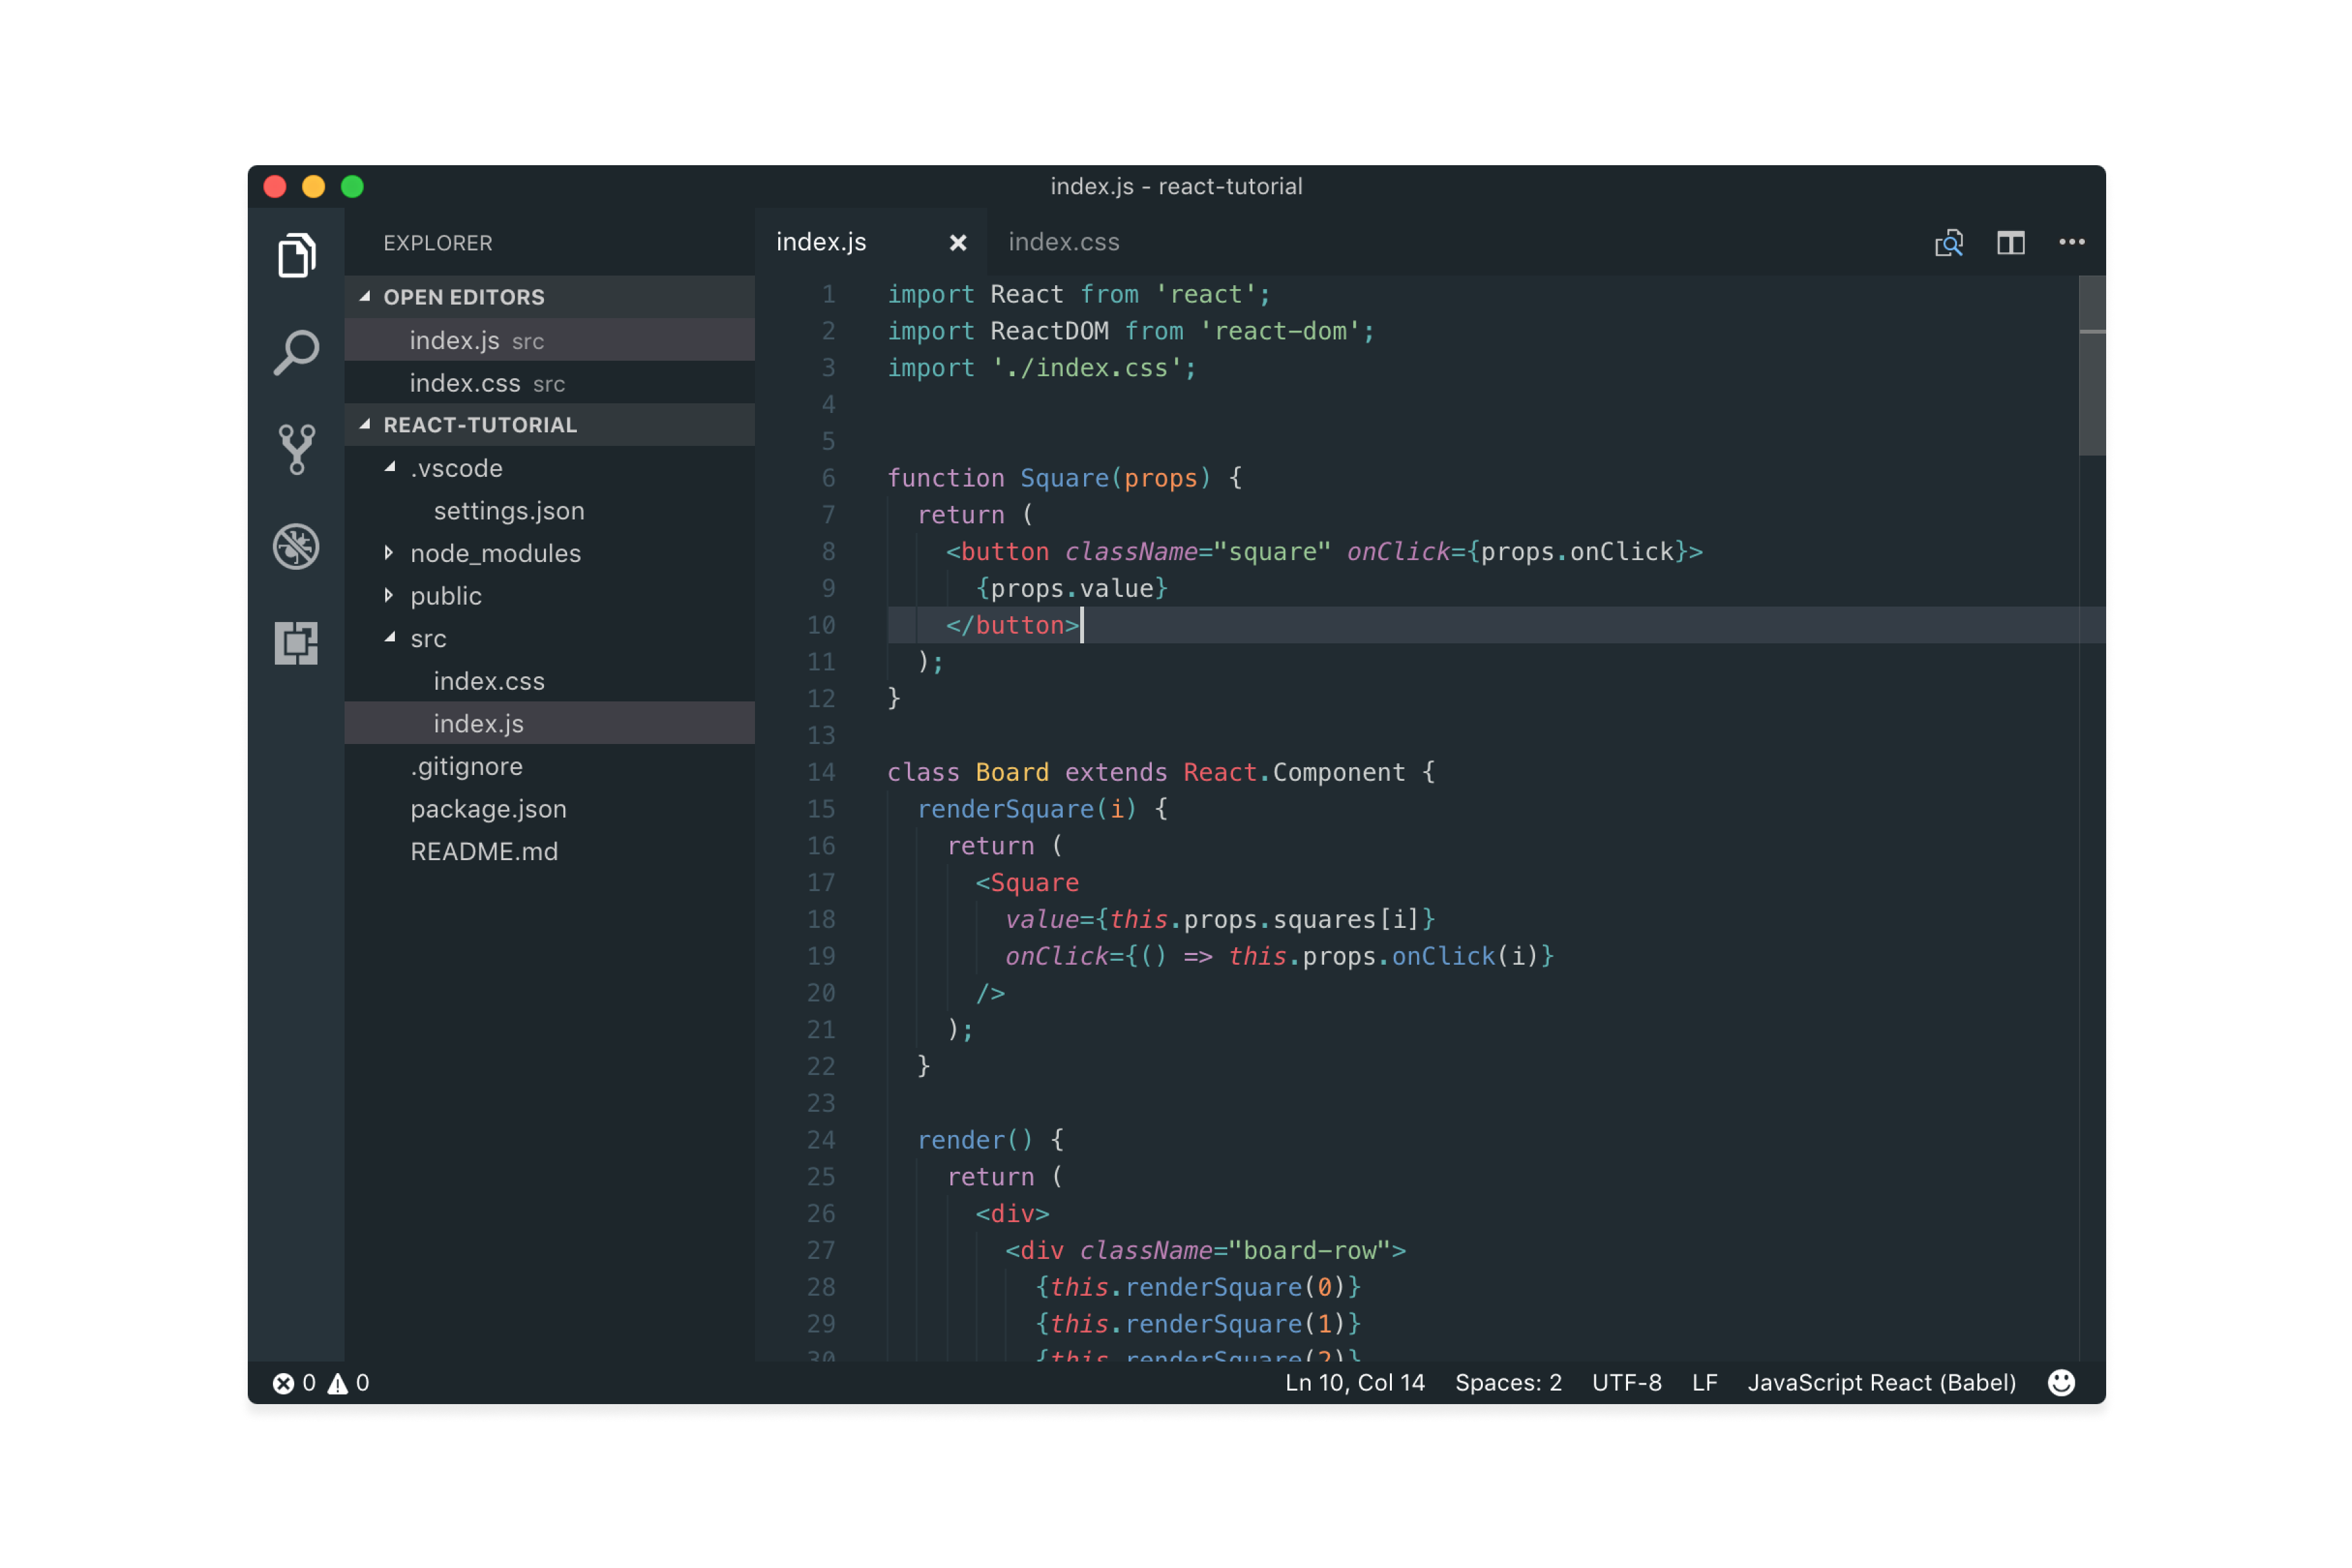 index.js - react-tutorial
EXPLORER
OPEN EDITORS
index.js src
index.css src
REACT-TUTORIAL
.vscode
settings.json
node_modules
public
src
index.css
index.js
.gitignore
package.json
README.md
index.js
index.css
1 import React from 'react';
2 import ReactDOM from 'react-dom';
3 import './index.css';
4
5
6 function Square(props) {
7   return (
8     <button className="square" onClick={props.onClick}>
9       {props.value}
10     </button>
11   );
12 }
13
14 class Board extends React.Component {
15   renderSquare(i) {
16     return (
17       <Square
18         value={this.props.squares[i]}
19         onClick={() => this.props.onClick(i)}
20       />
21     );
22   }
23
24   render() {
25     return (
26       <div>
27         <div className="board-row">
28           {this.renderSquare(0)}
29           {this.renderSquare(1)}
30           {this.renderSquare(2)}
0 0
Ln 10, Col 14 Spaces: 2 UTF-8 LF JavaScript React (Babel)